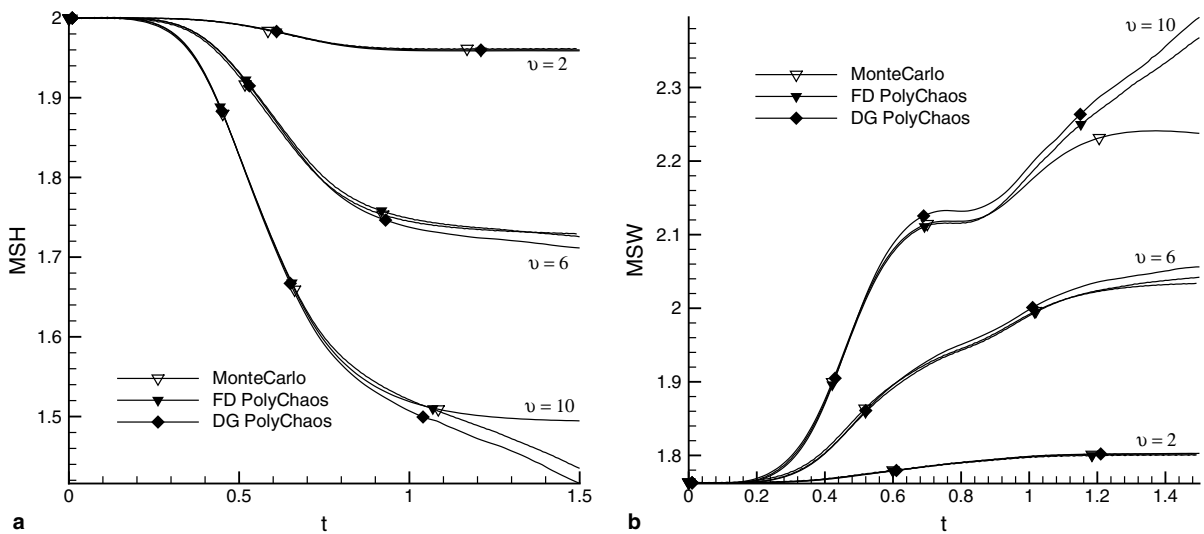 2
1.9
1.8
1.7
1.6
1.5
MSH
υ = 2
υ = 6
υ = 10
MonteCarlo
FD PolyChaos
DG PolyChaos
0 0.5 1 1.5
t
a
2.3
2.2
2.1
2
1.9
1.8
MSW
υ = 10
MonteCarlo
FD PolyChaos
DG PolyChaos
υ = 6
υ = 2
0 0.2 0.4 0.6 0.8 1 1.2 1.4
t
b